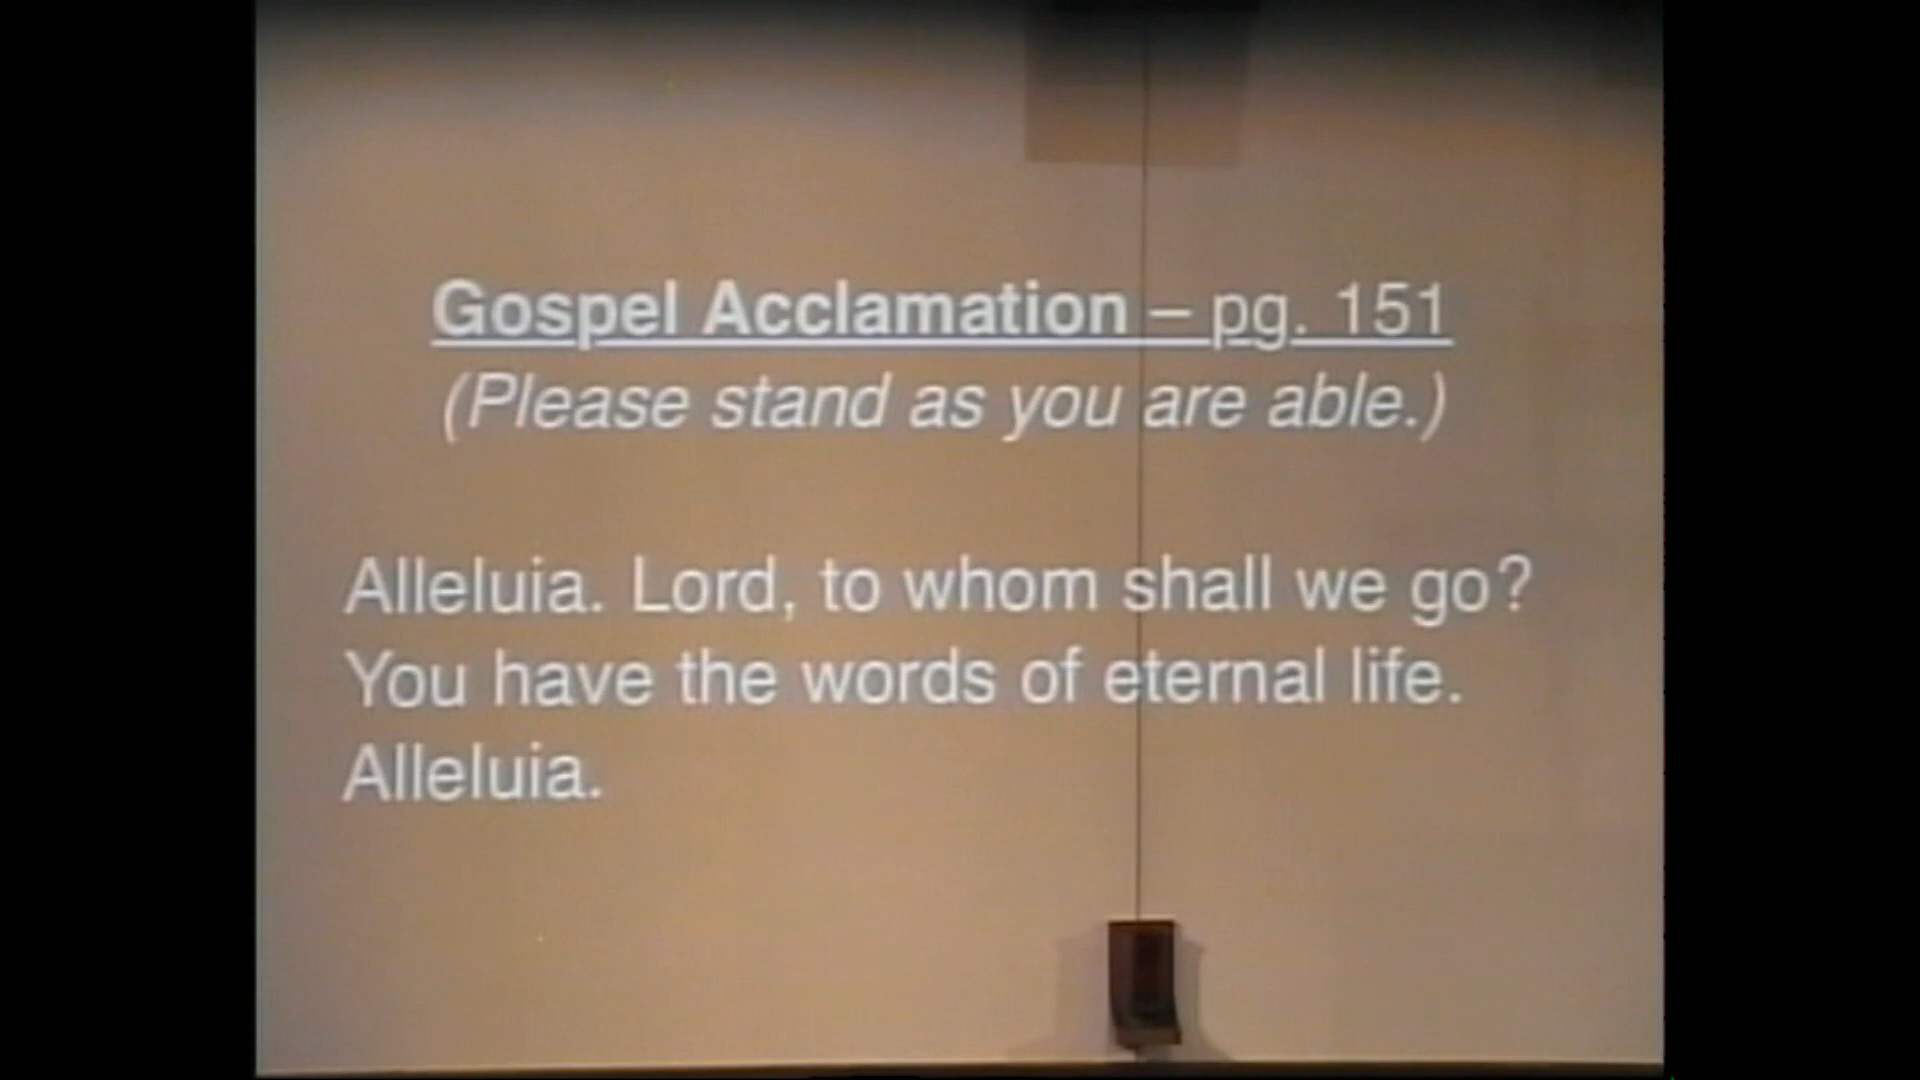 Gospel Acclamation – pg. 151
(Please stand as you are able.)
Alleluia. Lord, to whom shall we go?
You have the words of eternal life.
Alleluia.